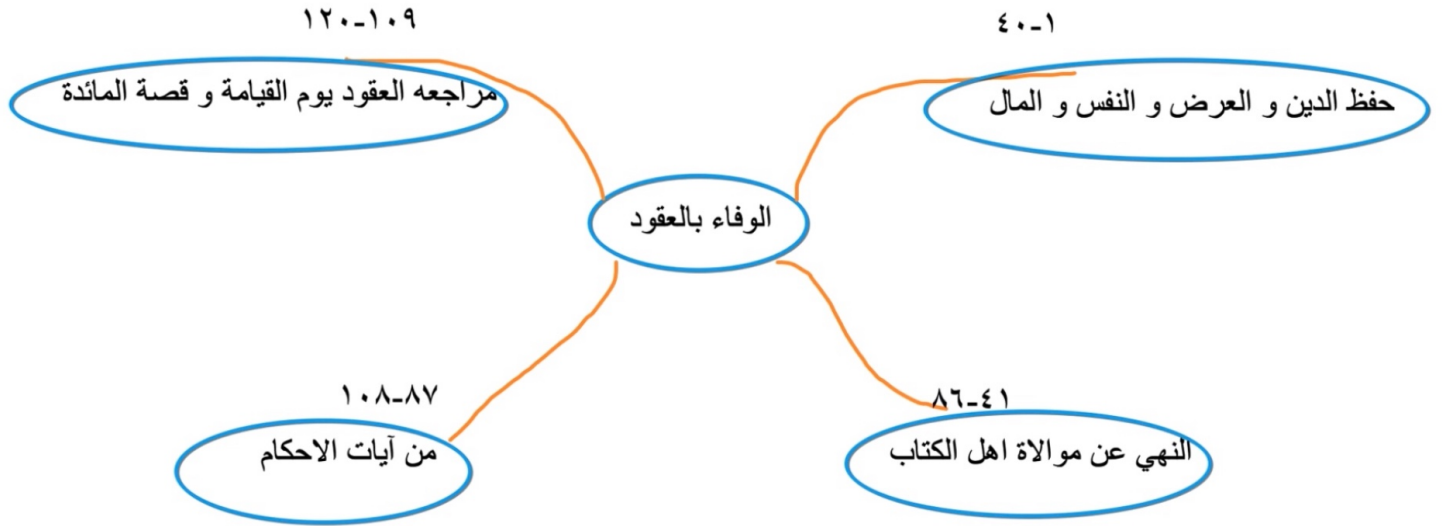 ١-٤٠
حفظ الدين و العرض و النفس و المال
١٠٩-١٢٠
مراجعه العقود يوم القيامة و قصة المائدة
الوفاء بالعقود
٤١-٨٦
النهي عن موالاة اهل الكتاب
٨٧-١٠٨
من آيات الاحكام